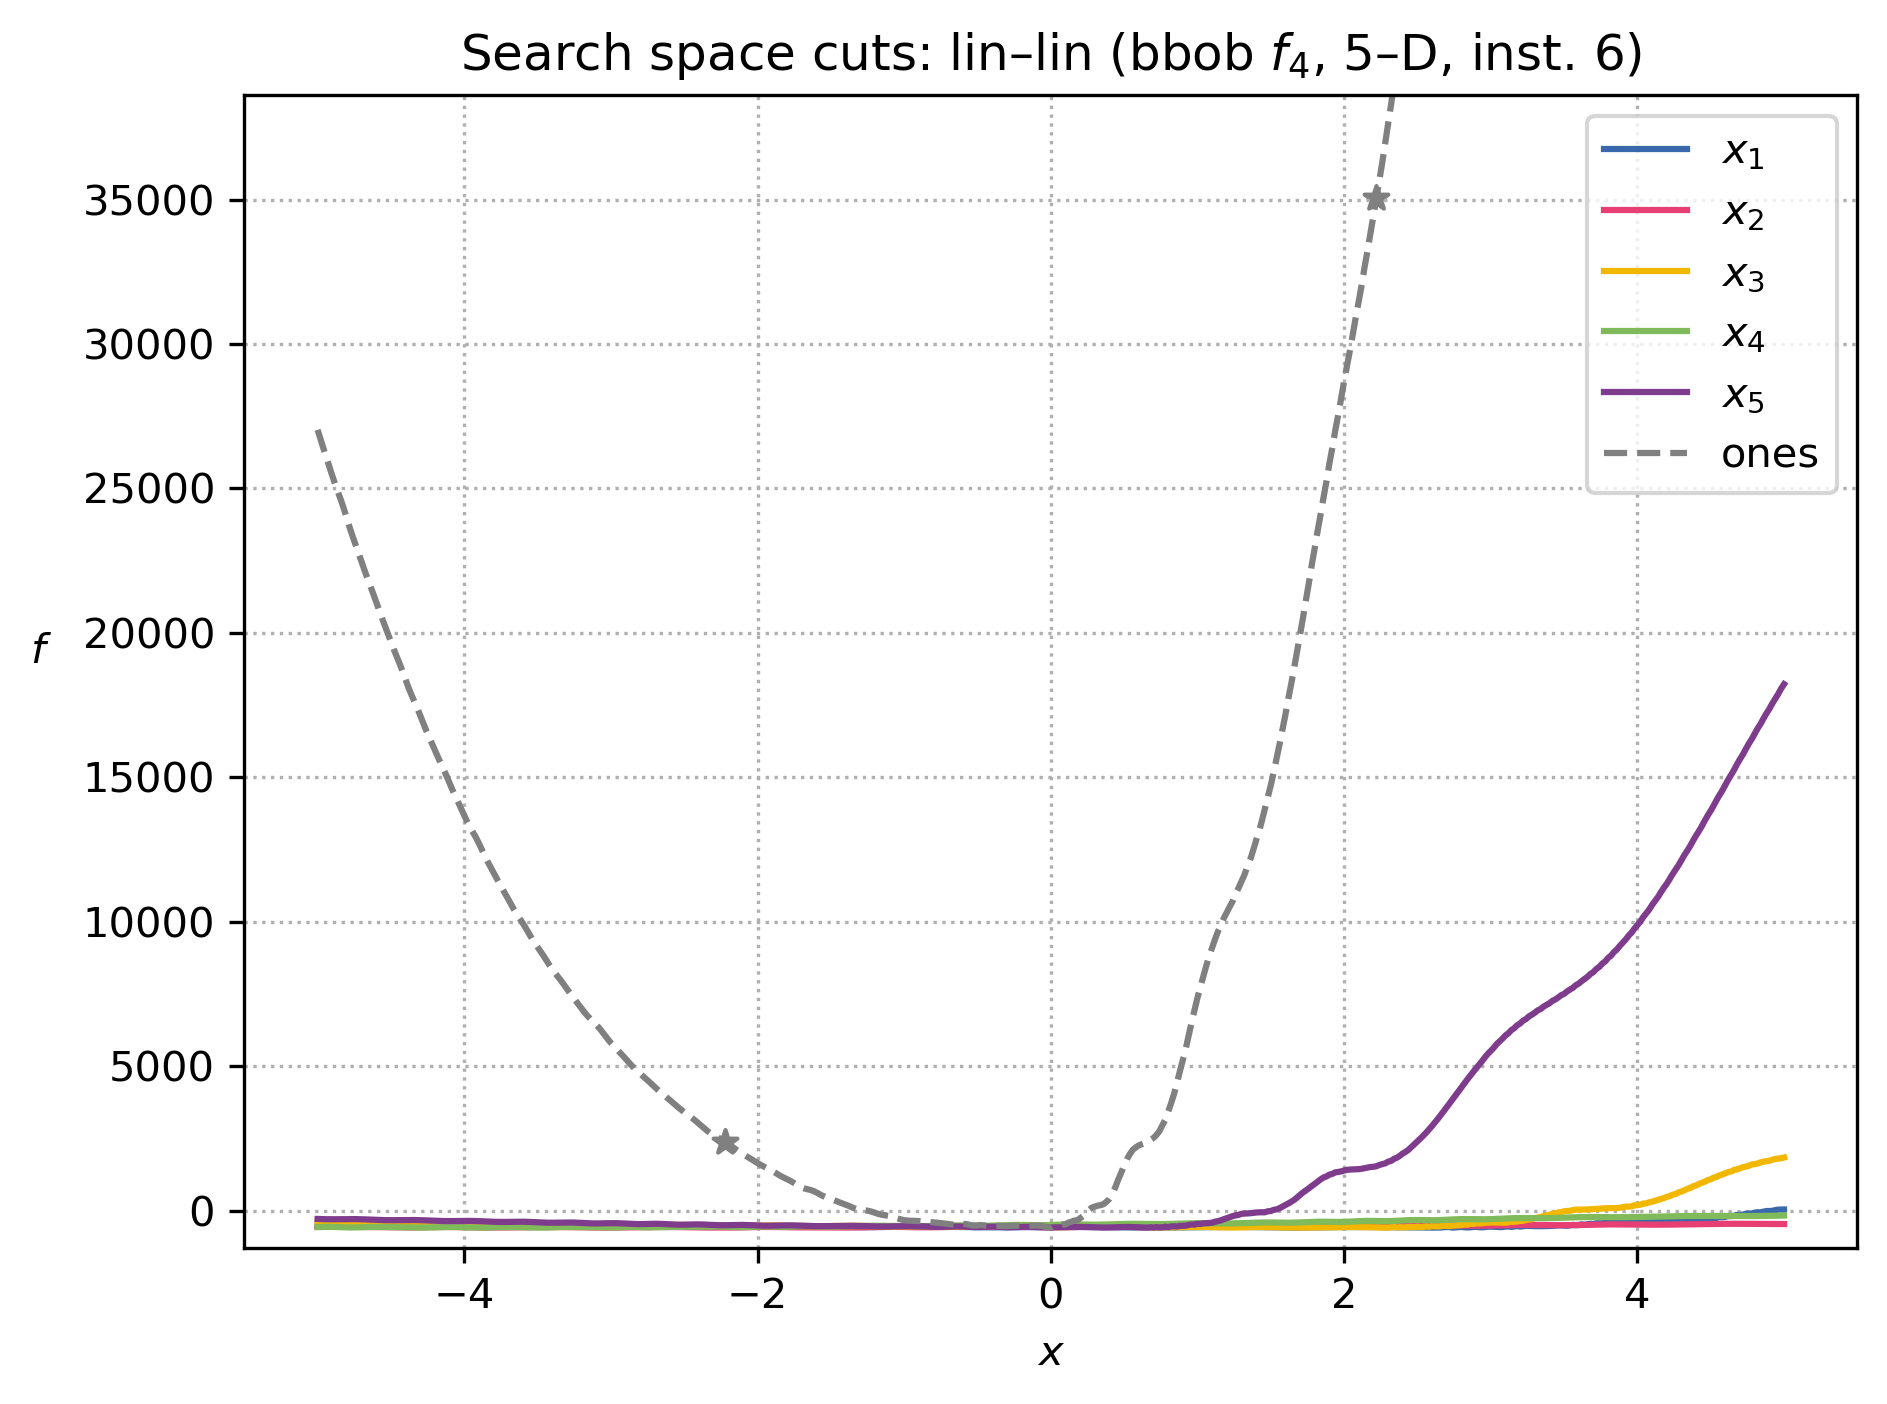 Search space cuts: lin–lin (bbob f₄, 5–D, inst. 6)
35000
30000
25000
20000
15000
10000
5000
0
f
−4
−2
0
2
4
x
x₁
x₂
x₃
x₄
x₅
ones